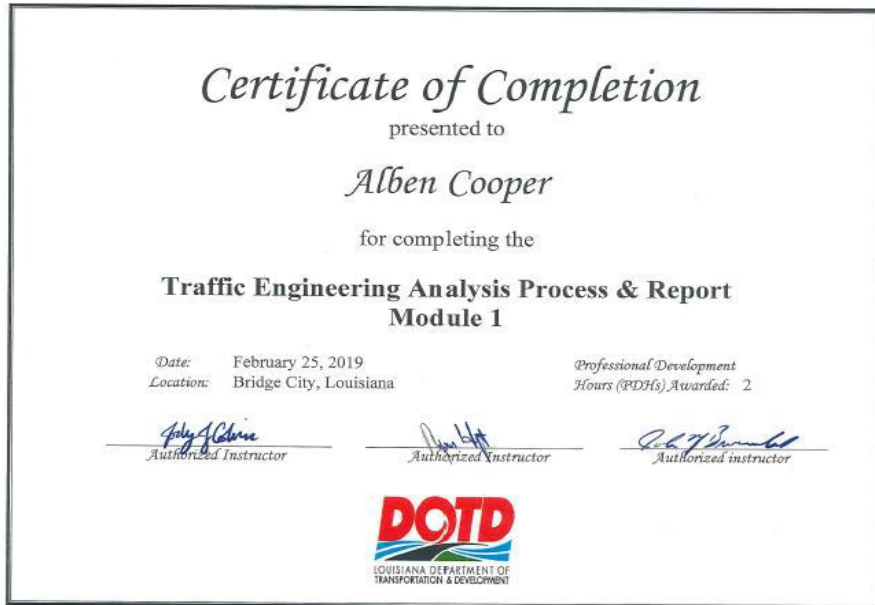 Certificate of Completion
presented to
Alben Cooper
for completing the
Traffic Engineering Analysis Process & Report
Module 1
Date: February 25, 2019
Location: Bridge City, Louisiana
Professional Development
Hours (PDHs) Awarded: 2
Authorized Instructor
Authorized Instructor
Authorized instructor
DOTD
LOUISIANA DEPARTMENT OF
TRANSPORTATION & DEVELOPMENT